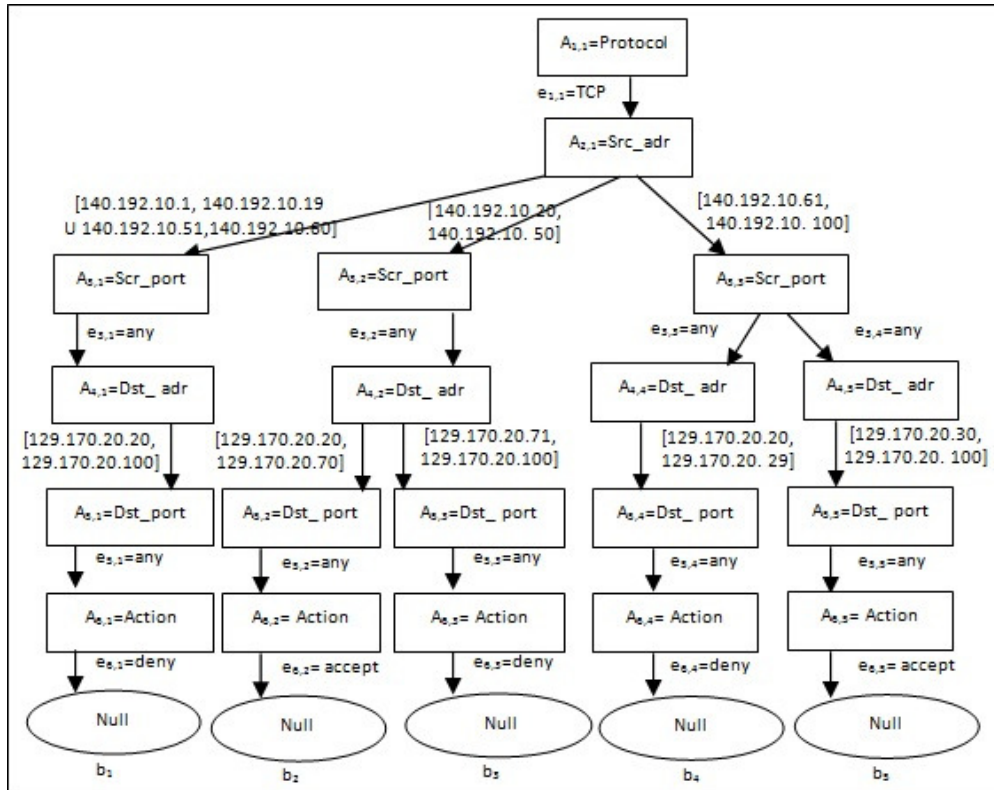 A₁,₁=Protocol
e₁,₁=TCP
A₂,₁=Src_adr
[140.192.10.1, 140.192.10.19
U 140.192.10.51,140.192.10.60]
[140.192.10.20,
140.192.10. 50]
[140.192.10.61,
140.192.10. 100]
A₃,₁=Scr_port
A₃,₂=Scr_port
A₃,₃=Scr_port
e₃,₁=any
e₃,₂=any
e₃,₃=any
e₃,₄=any
A₄,₁=Dst_ adr
A₄,₂=Dst_ adr
A₄,₄=Dst_ adr
A₄,₅=Dst_ adr
[129.170.20.20,
129.170.20.100]
[129.170.20.20,
129.170.20.70]
[129.170.20.71,
129.170.20.100]
[129.170.20.20,
129.170.20. 29]
[129.170.20.30,
129.170.20. 100]
A₅,₁=Dst_port
A₅,₂=Dst_ port
A₅,₃=Dst_ port
A₅,₄=Dst_ port
A₅,₅=Dst_ port
e₅,₁=any
e₅,₂=any
e₅,₃=any
e₅,₄=any
e₅,₅=any
A₆,₁=Action
A₆,₂= Action
A₆,₃= Action
A₆,₄= Action
A₆,₅= Action
e₆,₁=deny
e₆,₂= accept
e₆,₃=deny
e₆,₄=deny
e₆,₅= accept
Null
Null
Null
Null
Null
b₁
b₂
b₃
b₄
b₅